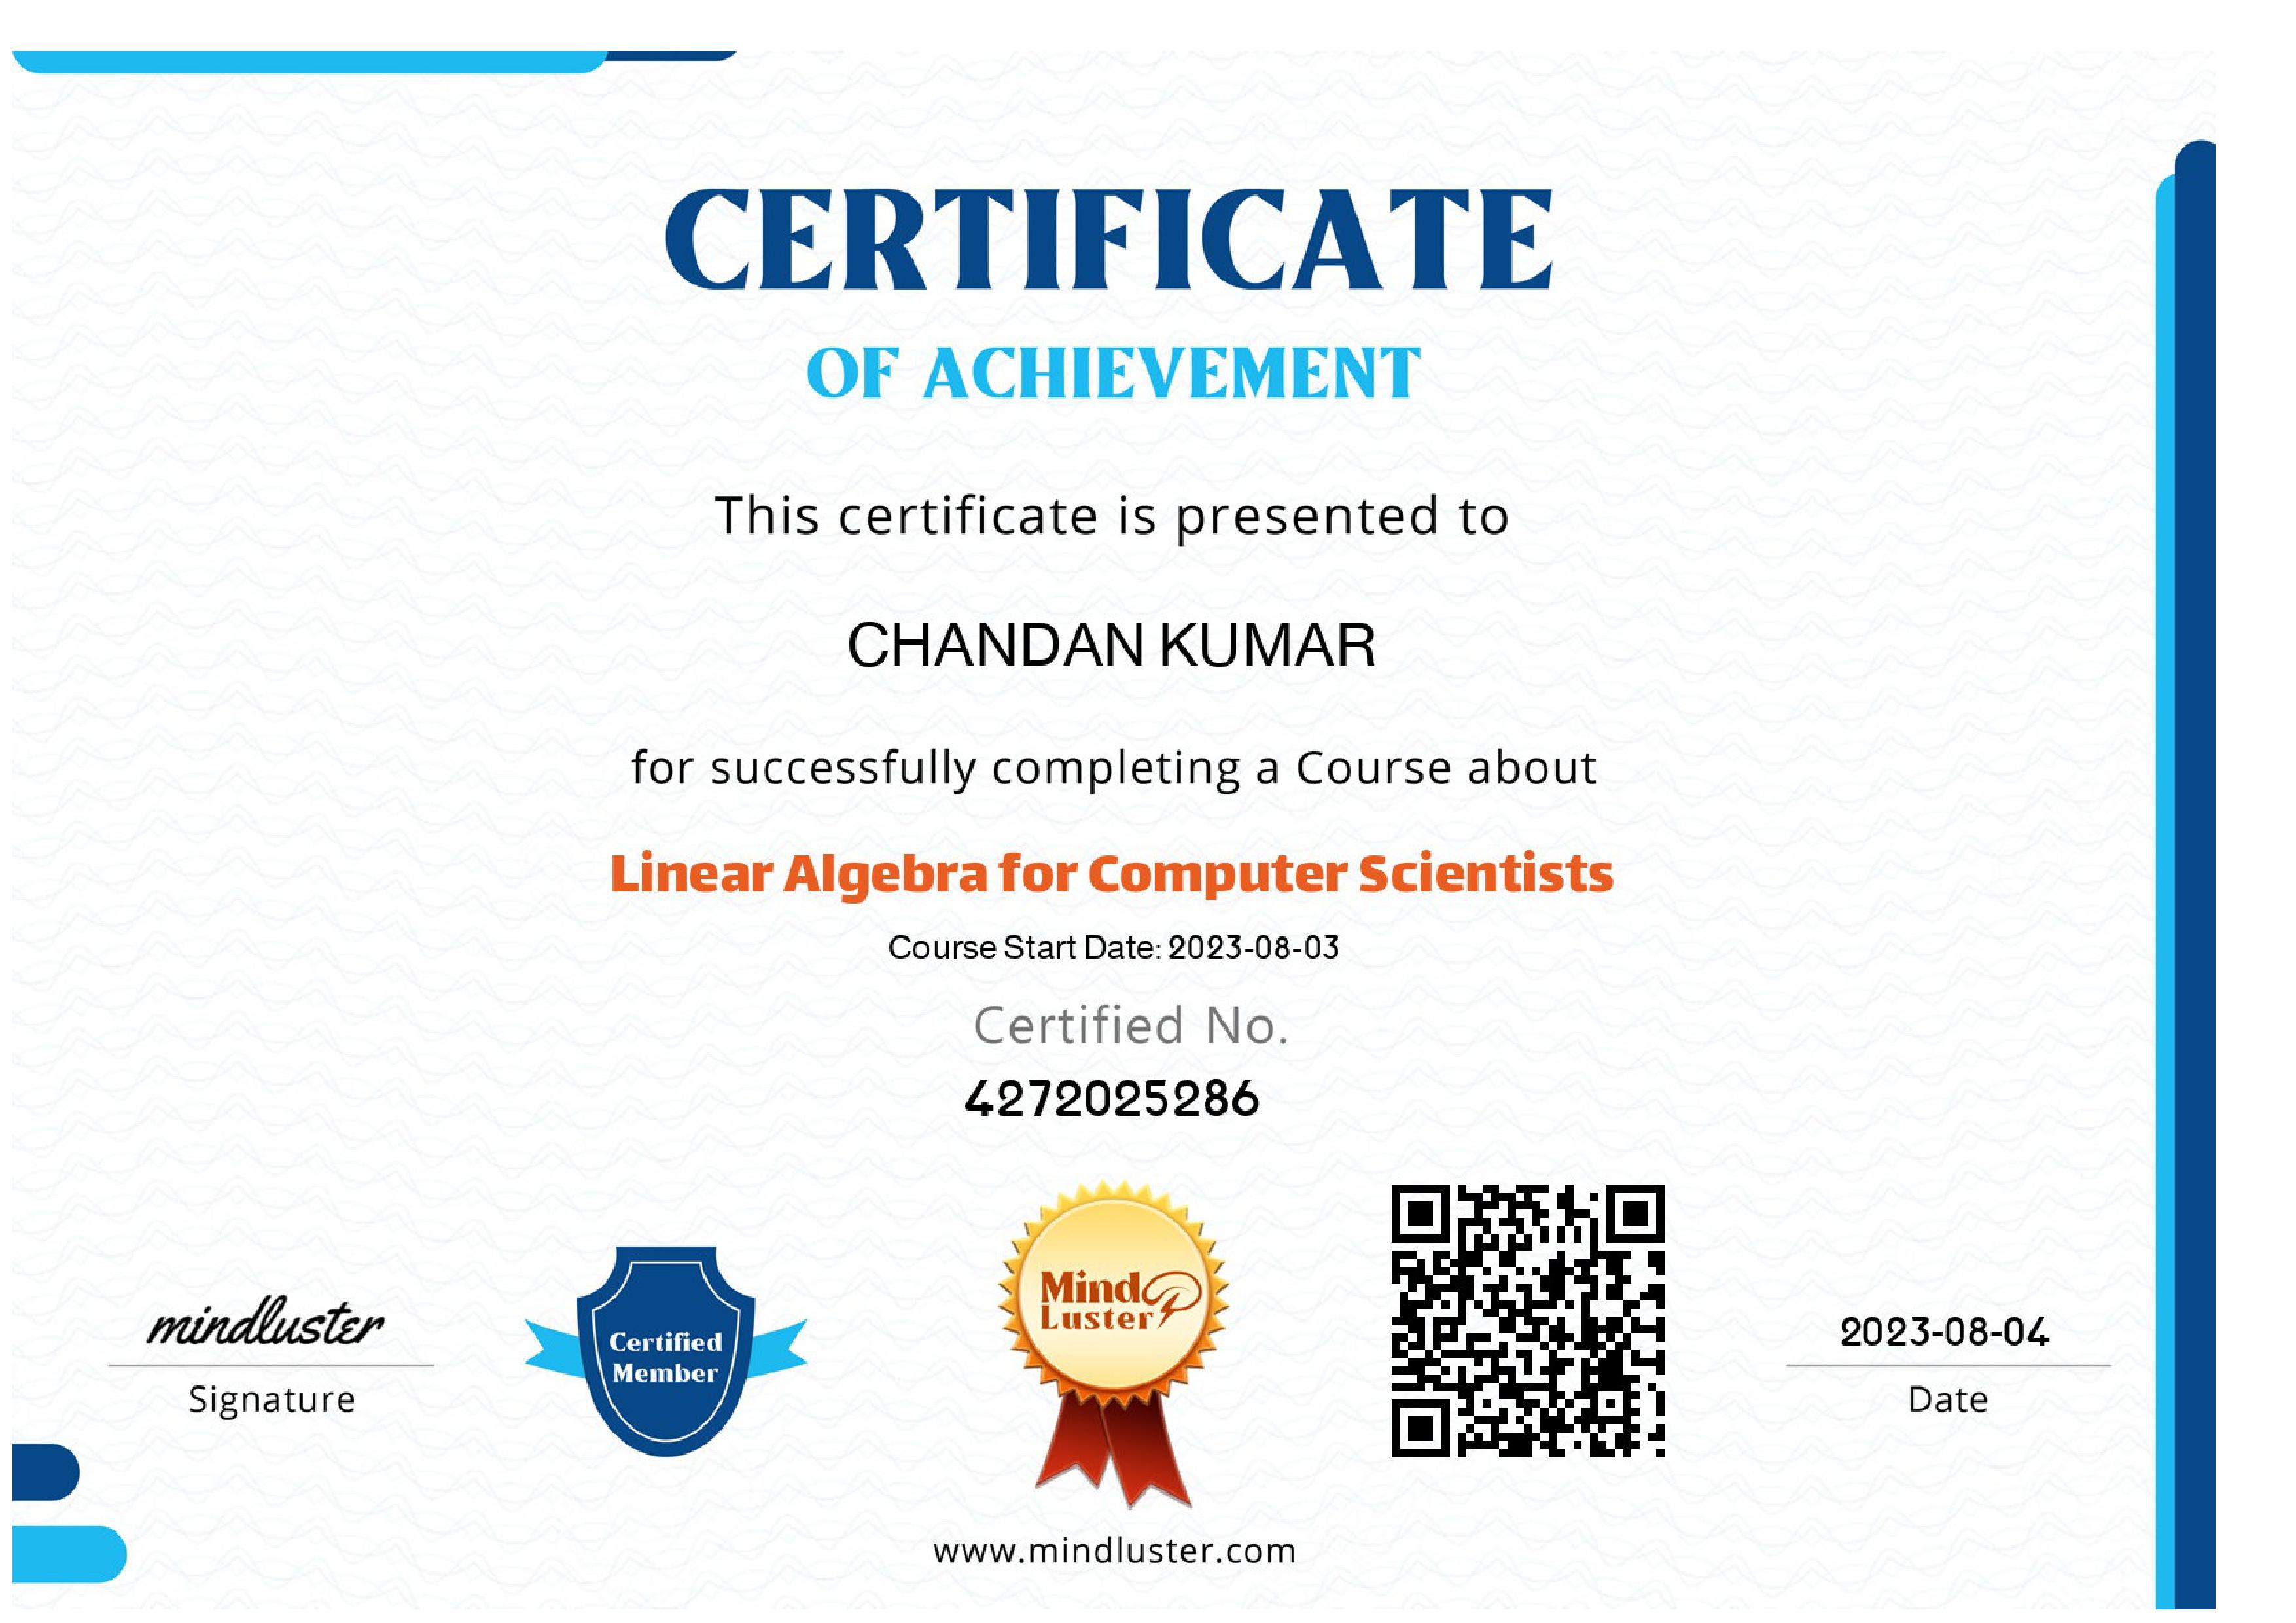 CERTIFICATE
OF ACHIEVEMENT
This certificate is presented to
CHANDAN KUMAR
for successfully completing a Course about
Linear Algebra for Computer Scientists
Course Start Date: 2023-08-03
Certified No.
4272025286
mindluster
Signature
Certified
Member
Mind
Luster
2023-08-04
Date
www.mindluster.com